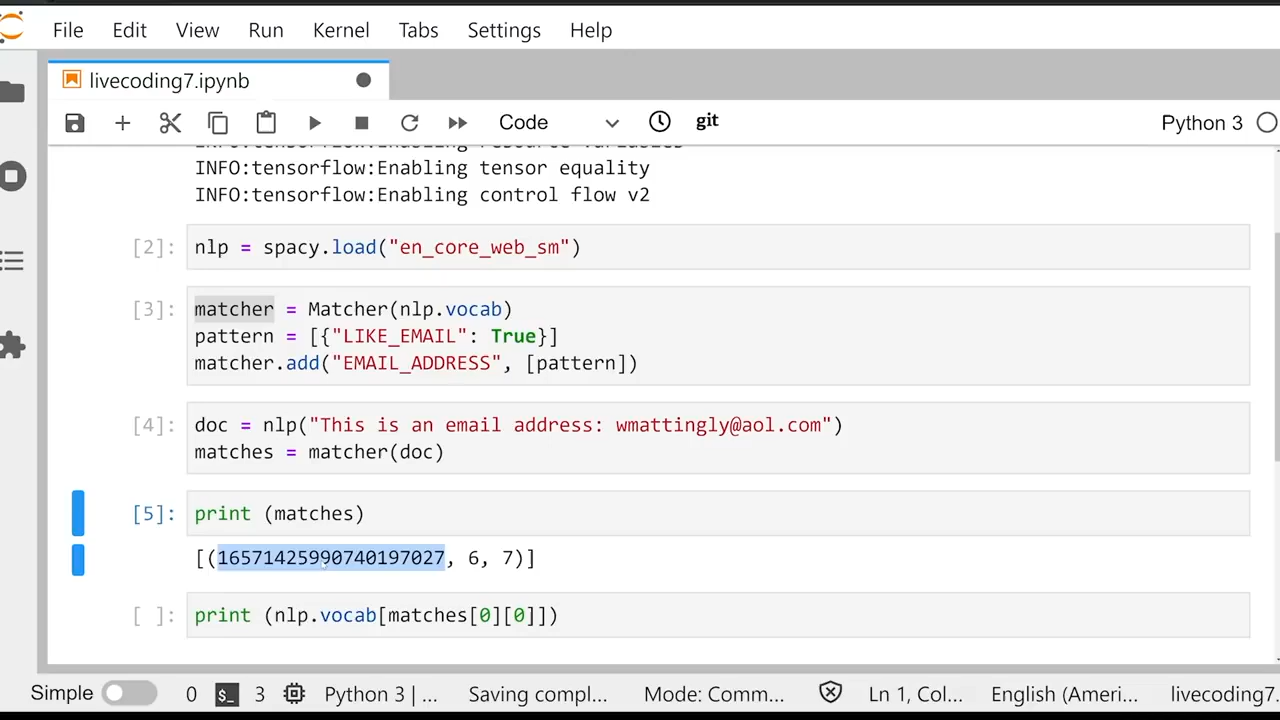 File Edit View Run Kernel Tabs Settings Help
livecoding7.ipynb
Code git Python 3
INFO:tensorflow:Enabling tensor equality
INFO:tensorflow:Enabling control flow v2
[2]: nlp = spacy.load("en_core_web_sm")
[3]: matcher = Matcher(nlp.vocab)
pattern = [{"LIKE_EMAIL": True}]
matcher.add("EMAIL_ADDRESS", [pattern])
[4]: doc = nlp("This is an email address: wmattingly@aol.com")
matches = matcher(doc)
[5]: print (matches)
[(16571425990740197027, 6, 7)]
[ ]: print (nlp.vocab[matches[0][0]])
Simple 0 $_ 3 Python 3 | ... Saving compl... Mode: Comm... Ln 1, Col... English (Ameri... livecoding7.